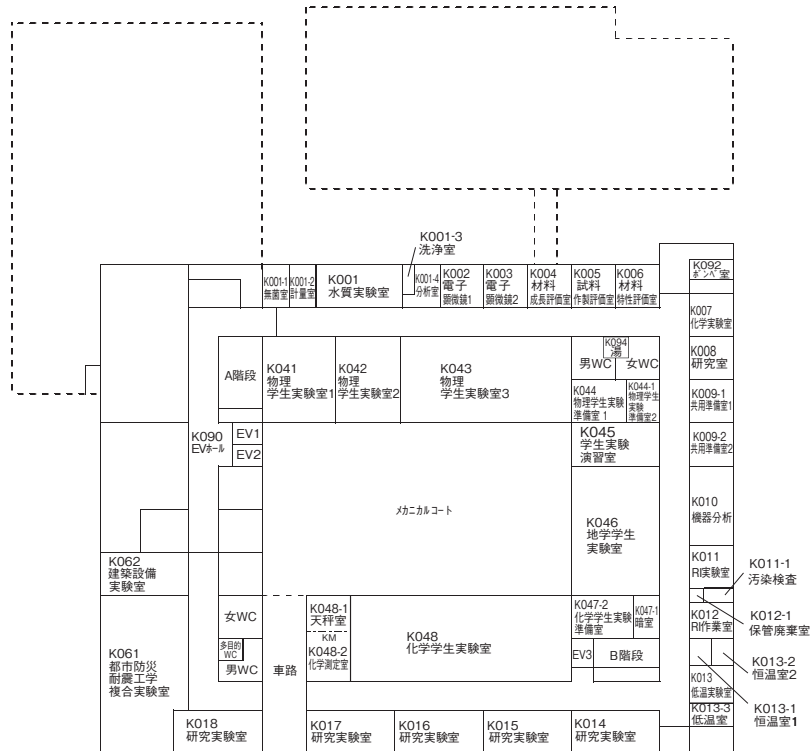 K001-3
洗浄室
K001-1
無菌室
K001-2
計量室
K001
水質実験室
K001-4
分析室
K002
電子
顕微鏡1
K003
電子
顕微鏡2
K004
材料
成長評価室
K005
試料
作製評価室
K006
材料
特性評価室
K092
ボンベ室
K007
化学実験室
A階段
K041
物理
学生実験室1
K042
物理
学生実験室2
K043
物理
学生実験室3
K094
湯
男WC
女WC
K008
研究室
K044
物理学生実験
準備室 1
K044-1
物理学生
実験
準備室2
K009-1
共用準備室1
K090
EVホール
EV1
EV2
K045
学生実験
演習室
K009-2
共用準備室2
メカニカルコート
K046
地学学生
実験室
K010
機器分析
K062
建築設備
実験室
K011
RI実験室
K011-1
汚染検査
K061
都市防災
耐震工学
複合実験室
女WC
多目的
WC
男WC
車路
K048-1
天秤室
KM
K048-2
化学測定室
K048
化学学生実験室
K047-2
化学学生実験
準備室
K047-1
暗室
EV3
B階段
K012
RI作業室
K012-1
保管廃棄室
K013-2
恒温室2
K013
低温実験室
K013-1
恒温室1
K013-3
低温室
K018
研究実験室
K017
研究実験室
K016
研究実験室
K015
研究実験室
K014
研究実験室